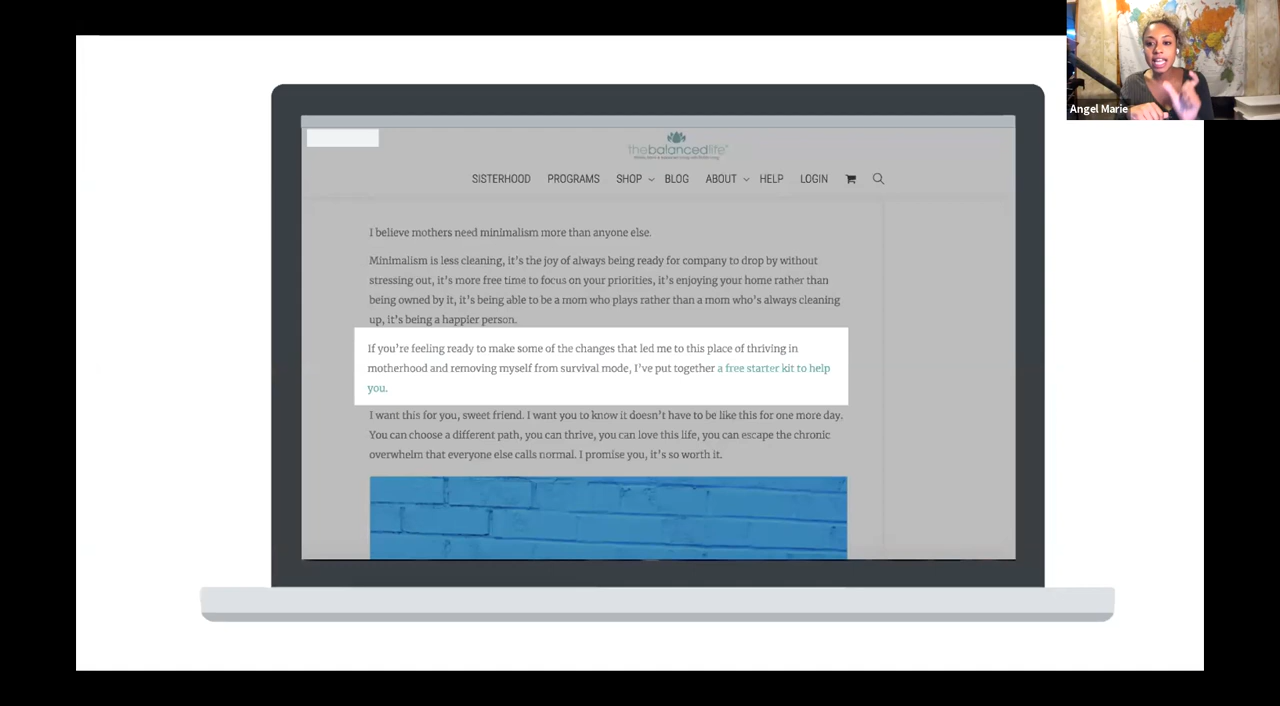 Angel Marie
thebalancedlife
SISTERHOOD PROGRAMS SHOP BLOG ABOUT HELP LOGIN
I believe mothers need minimalism more than anyone else.
Minimalism is less cleaning, it's the joy of always being ready for company to drop by without
stressing out, it's more free time to focus on your priorities, it's enjoying your home rather than
being owned by it, it's being able to be a mom who plays rather than a mom who's always cleaning
up, it's being a happier person.
If you're feeling ready to make some of the changes that led me to this place of thriving in
motherhood and removing myself from survival mode, I've put together a free starter kit to help
you.
I want this for you, sweet friend. I want you to know it doesn't have to be like this for one more day.
You can choose a different path, you can thrive, you can love this life, you can escape the chronic
overwhelm that everyone else calls normal. I promise you, it's so worth it.